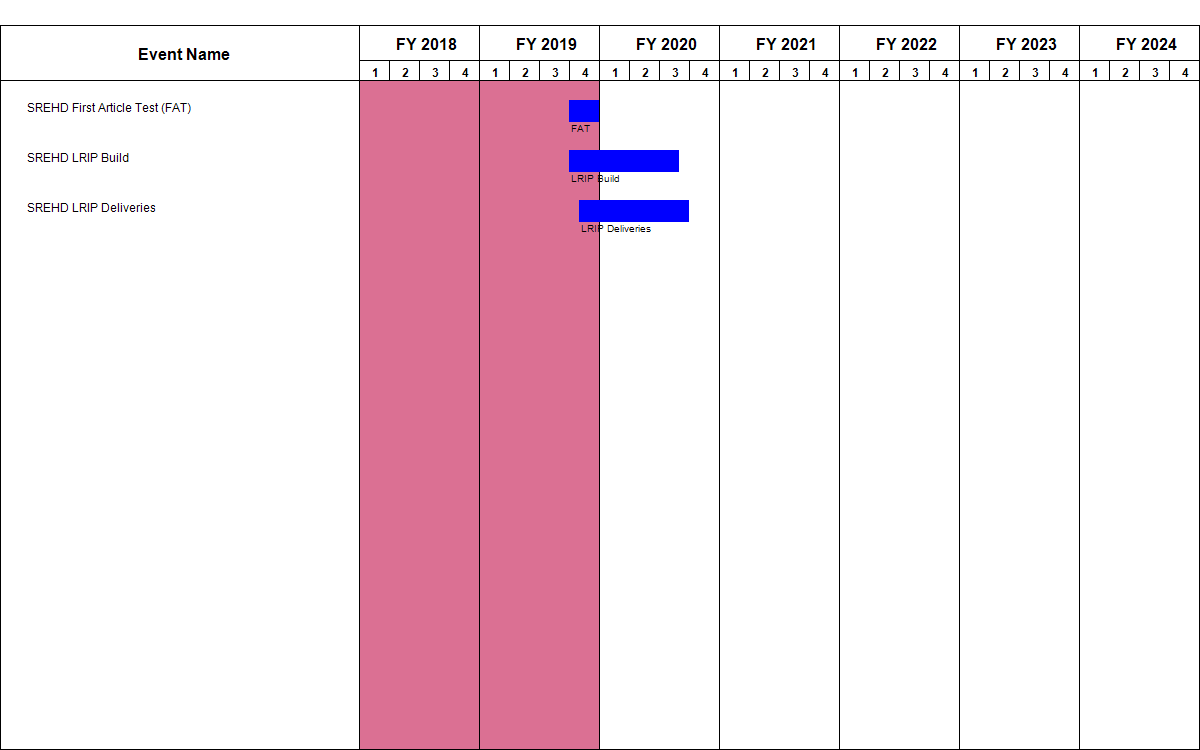 Event Name FY 2018 FY 2019 FY 2020 FY 2021 FY 2022 FY 2023 FY 2024
1 2 3 4 1 2 3 4 1 2 3 4 1 2 3 4 1 2 3 4 1 2 3 4 1 2 3 4
SREHD First Article Test (FAT)
FAT
SREHD LRIP Build
LRIP Build
SREHD LRIP Deliveries
LRIP Deliveries